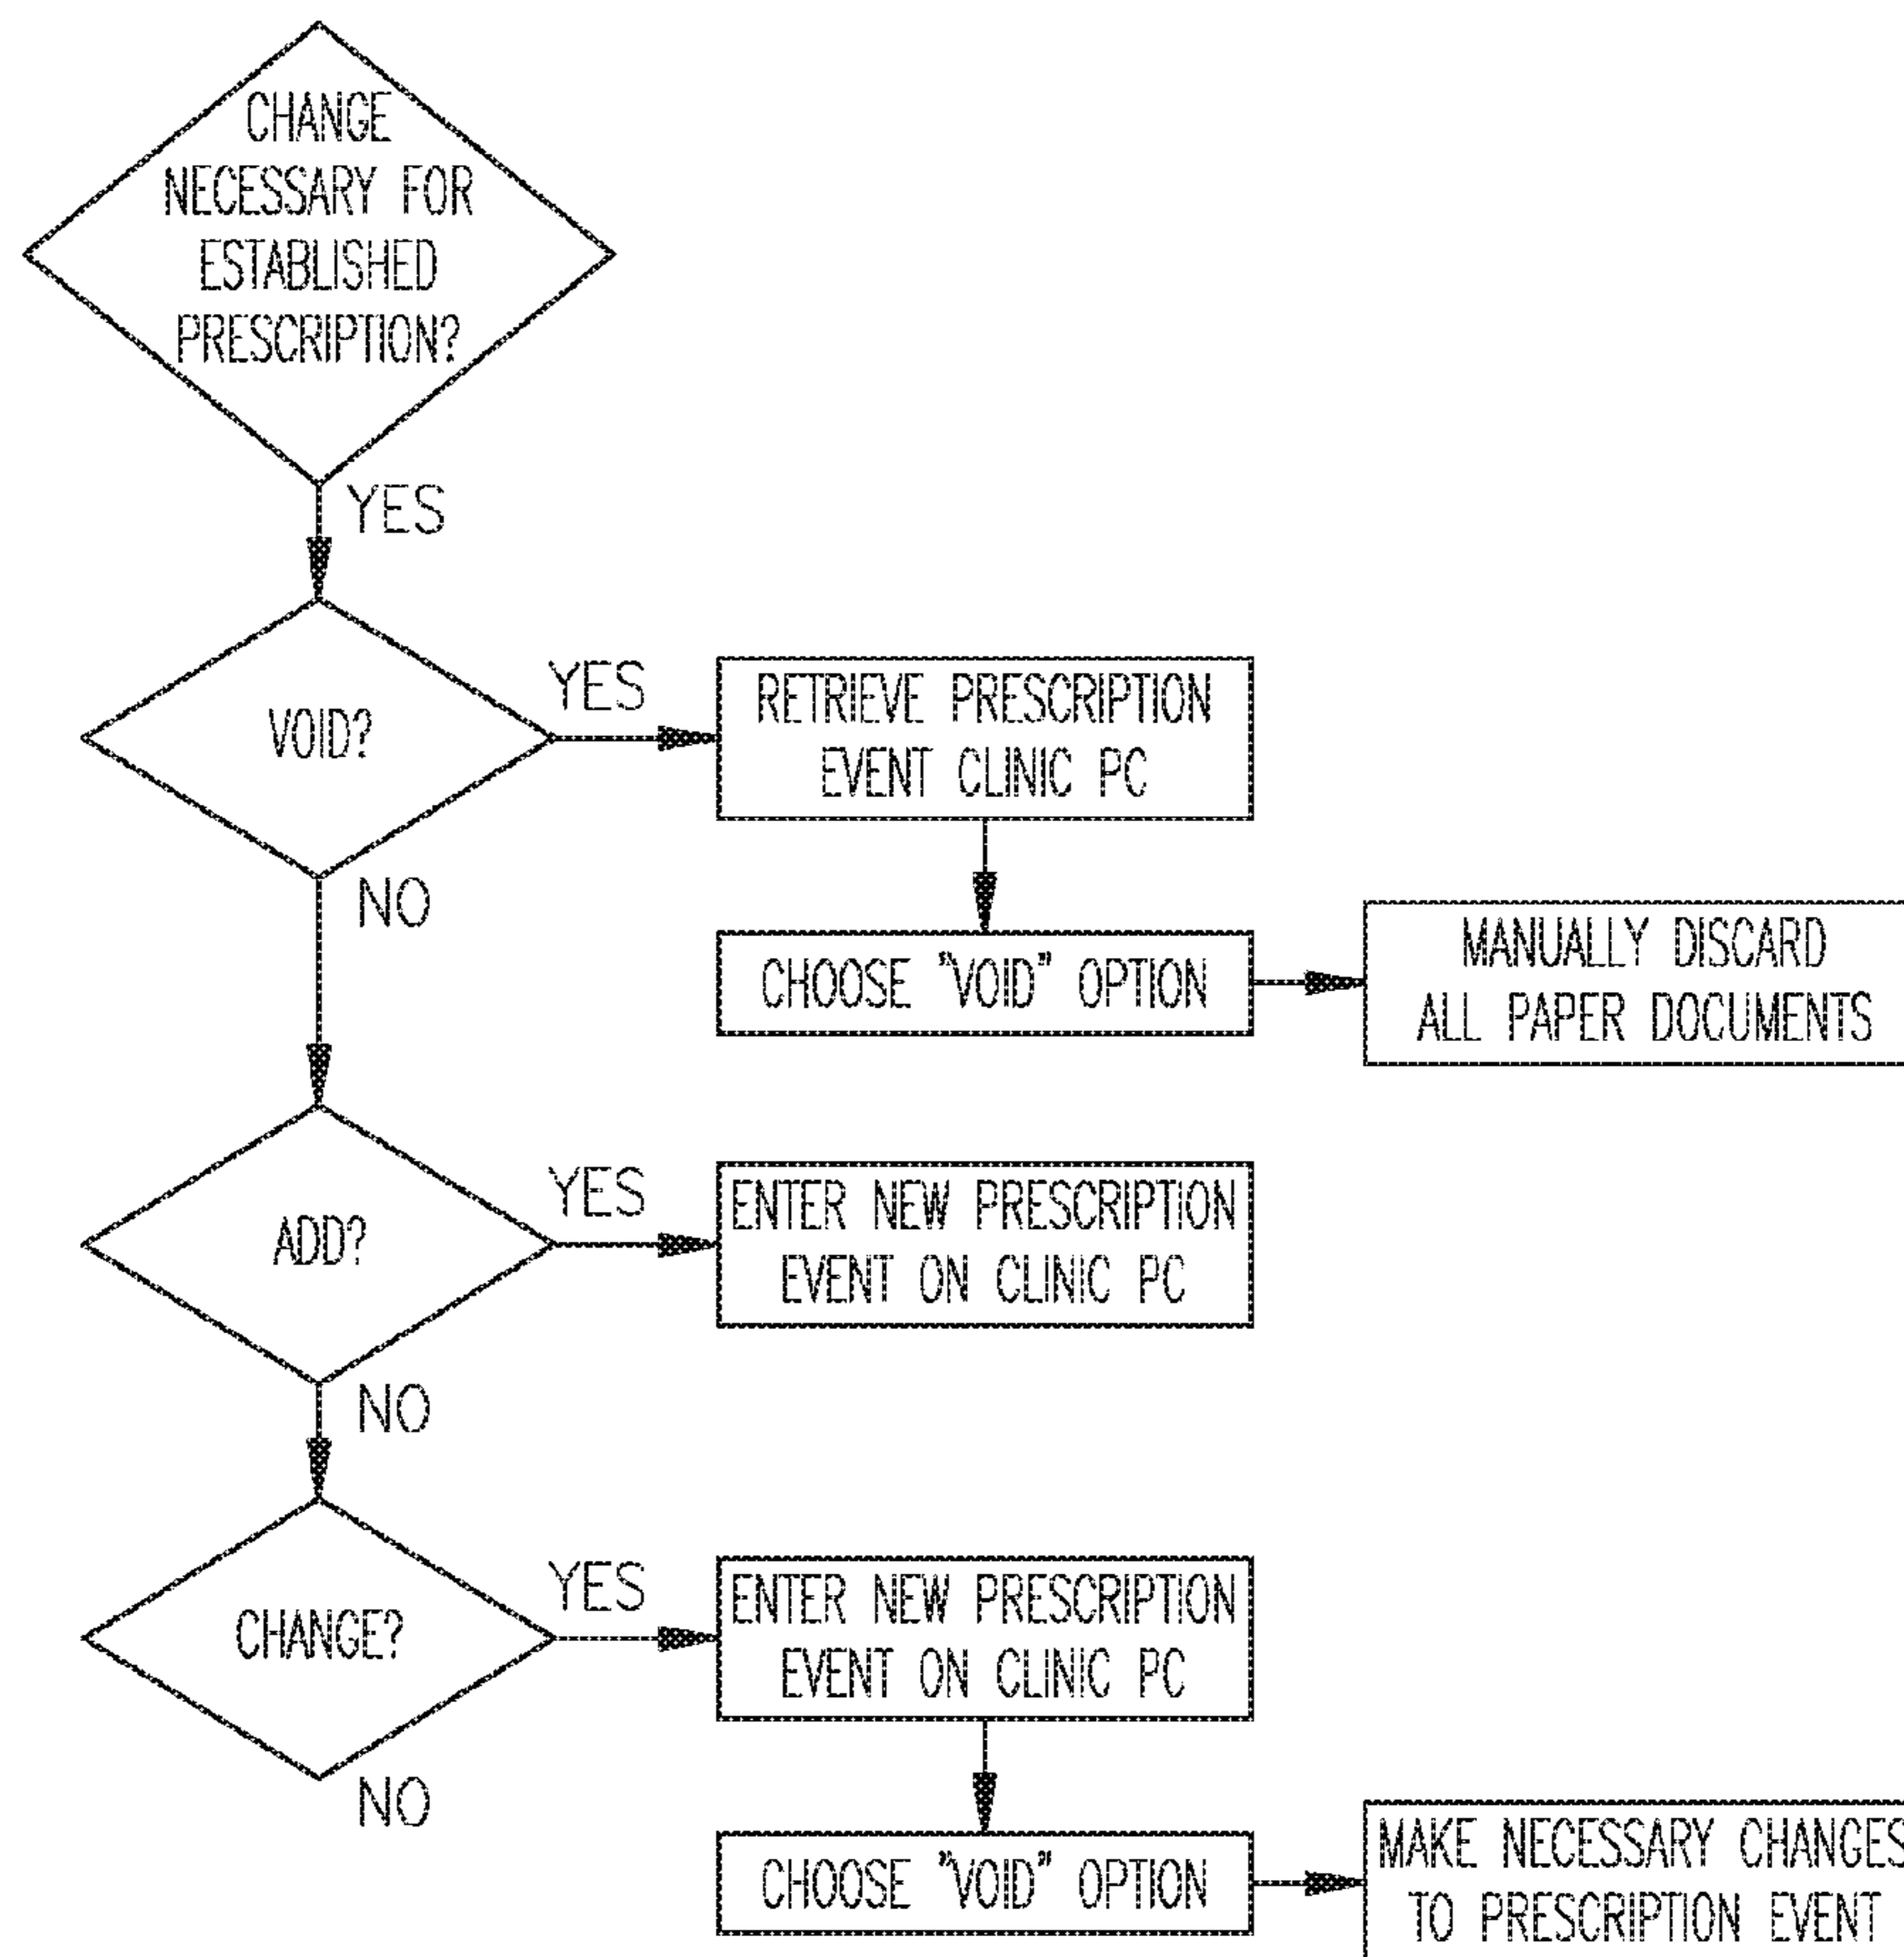 CHANGE
NECESSARY FOR
ESTABLISHED
PRESCRIPTION?
YES
VOID?
YES
RETRIEVE PRESCRIPTION
EVENT CLINIC PC
NO
CHOOSE "VOID" OPTION
MANUALLY DISCARD
ALL PAPER DOCUMENTS
ADD?
YES
ENTER NEW PRESCRIPTION
EVENT ON CLINIC PC
NO
CHANGE?
YES
ENTER NEW PRESCRIPTION
EVENT ON CLINIC PC
NO
CHOOSE "VOID" OPTION
MAKE NECESSARY CHANGES
TO PRESCRIPTION EVENT